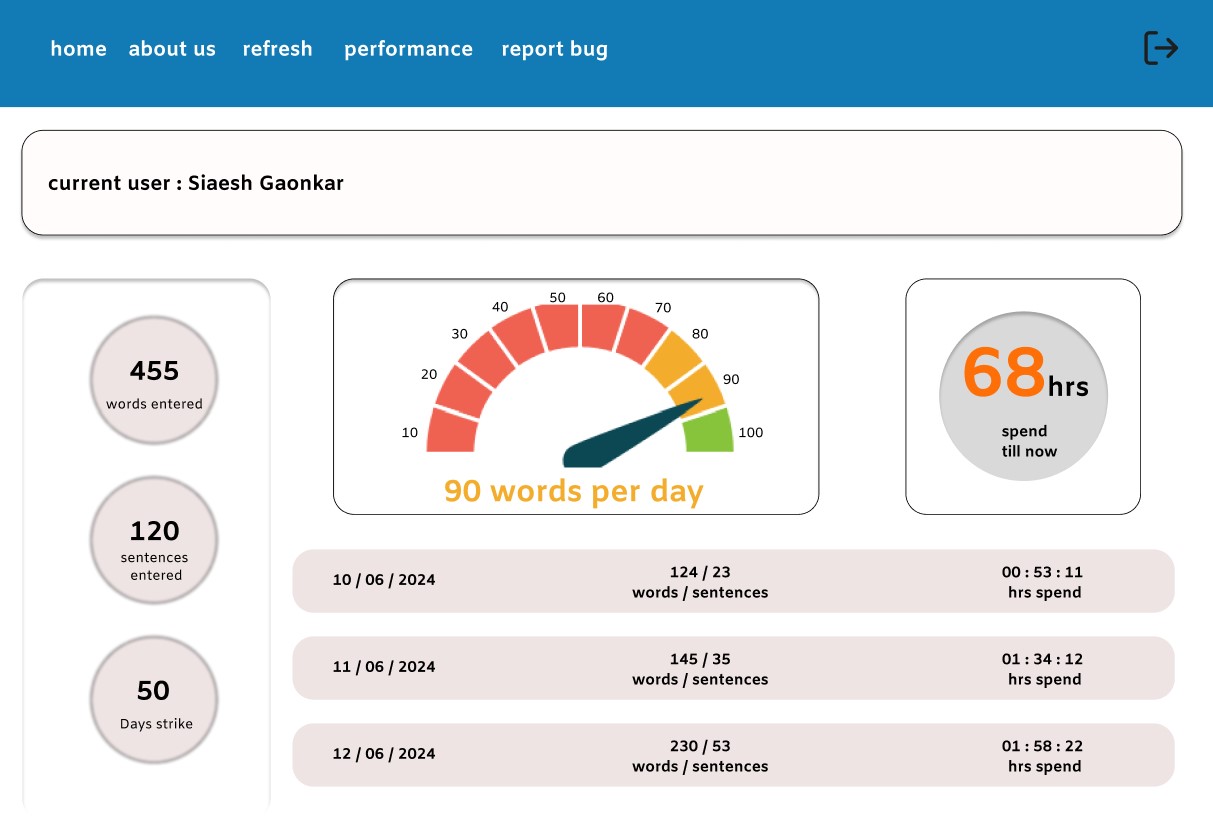 home about us refresh performance report bug
current user : Siaesh Gaonkar
455
words entered
120
sentences
entered
50
Days strike
10
20
30
40
50
60
70
80
90
100
90 words per day
68hrs
spend
till now
10 / 06 / 2024
124 / 23
words / sentences
00 : 53 : 11
hrs spend
11 / 06 / 2024
145 / 35
words / sentences
01 : 34 : 12
hrs spend
12 / 06 / 2024
230 / 53
words / sentences
01 : 58 : 22
hrs spend